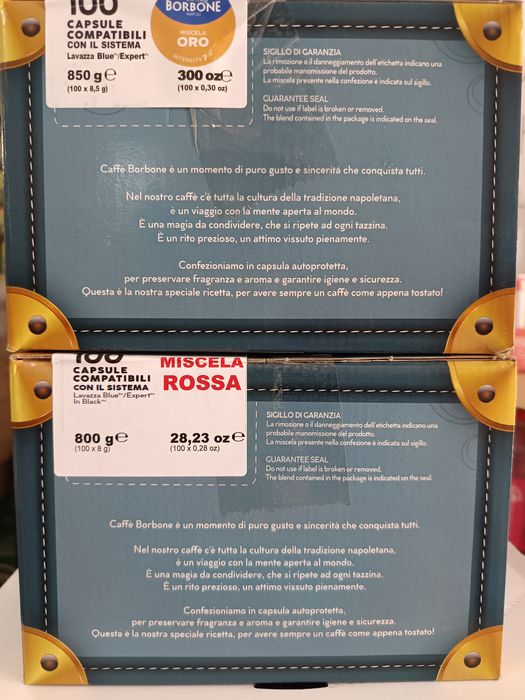 100
CAPSULE
COMPATIBILI
CON IL SISTEMA
Lavazza Blue™/Expert™
BORBONE
NAPOLI
MISCELA
ORO
INTENSITY 7
850 g ℮
(100 x 8,5 g)
300 oz ℮
(100 x 0,30 oz)
SIGILLO DI GARANZIA
La rimozione o il danneggiamento dell'etichetta indicano una
probabile manomissione del prodotto.
La miscela presente nella confezione è indicata sul sigillo.
GUARANTEE SEAL
Do not use if label is broken or removed.
The blend contained in the package is indicated on the seal.
Caffè Borbone è un momento di puro gusto e sincerità che conquista tutti.
Nel nostro caffè c'è tutta la cultura della tradizione napoletana,
è un viaggio con la mente aperta al mondo.
È una magia da condividere, che si ripete ad ogni tazzina.
È un rito prezioso, un attimo vissuto pienamente.
Confezioniamo in capsula autoprotetta,
per preservare fragranza e aroma e garantire igiene e sicurezza.
Questa è la nostra speciale ricetta, per avere sempre un caffè come appena tostato!
100
CAPSULE
COMPATIBILI
CON IL SISTEMA
Lavazza Blue™/Expert™
In Black™
MISCELA
ROSSA
800 g ℮
(100 x 8 g)
28,23 oz ℮
(100 x 0,28 oz)
SIGILLO DI GARANZIA
La rimozione o il danneggiamento dell'etichetta indicano una
probabile manomissione del prodotto.
La miscela presente nella confezione è indicata sul sigillo.
GUARANTEE SEAL
Do not use if label is broken or removed.
The blend contained in the package is indicated on the seal.
Caffè Borbone è un momento di puro gusto e sincerità che conquista tutti.
Nel nostro caffè c'è tutta la cultura della tradizione napoletana,
è un viaggio con la mente aperta al mondo.
È una magia da condividere, che si ripete ad ogni tazzina.
È un rito prezioso, un attimo vissuto pienamente.
Confezioniamo in capsula autoprotetta,
per preservare fragranza e aroma e garantire igiene e sicurezza.
Questa è la nostra speciale ricetta, per avere sempre un caffè come appena tostato!